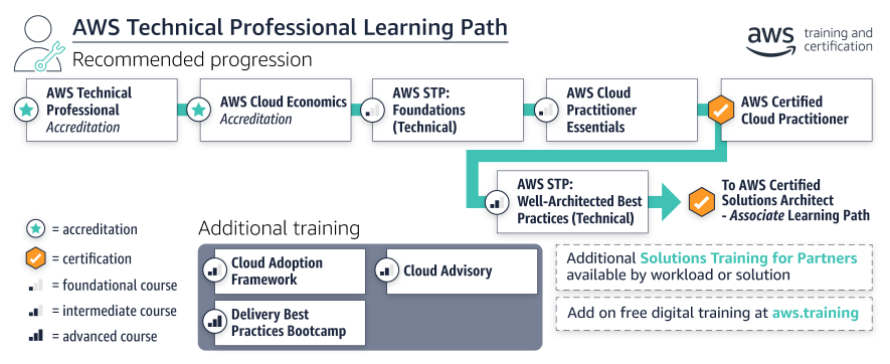 AWS Technical Professional Learning Path
Recommended progression
aws training and
certification
AWS Technical
Professional
Accreditation
AWS Cloud Economics
Accreditation
AWS STP:
Foundations
(Technical)
AWS Cloud
Practitioner
Essentials
AWS Certified
Cloud Practitioner
AWS STP:
Well-Architected Best
Practices (Technical)
To AWS Certified
Solutions Architect
- Associate Learning Path
= accreditation
= certification
= foundational course
= intermediate course
= advanced course
Additional training
Cloud Adoption
Framework
Cloud Advisory
Delivery Best
Practices Bootcamp
Additional Solutions Training for Partners
available by workload or solution
Add on free digital training at aws.training